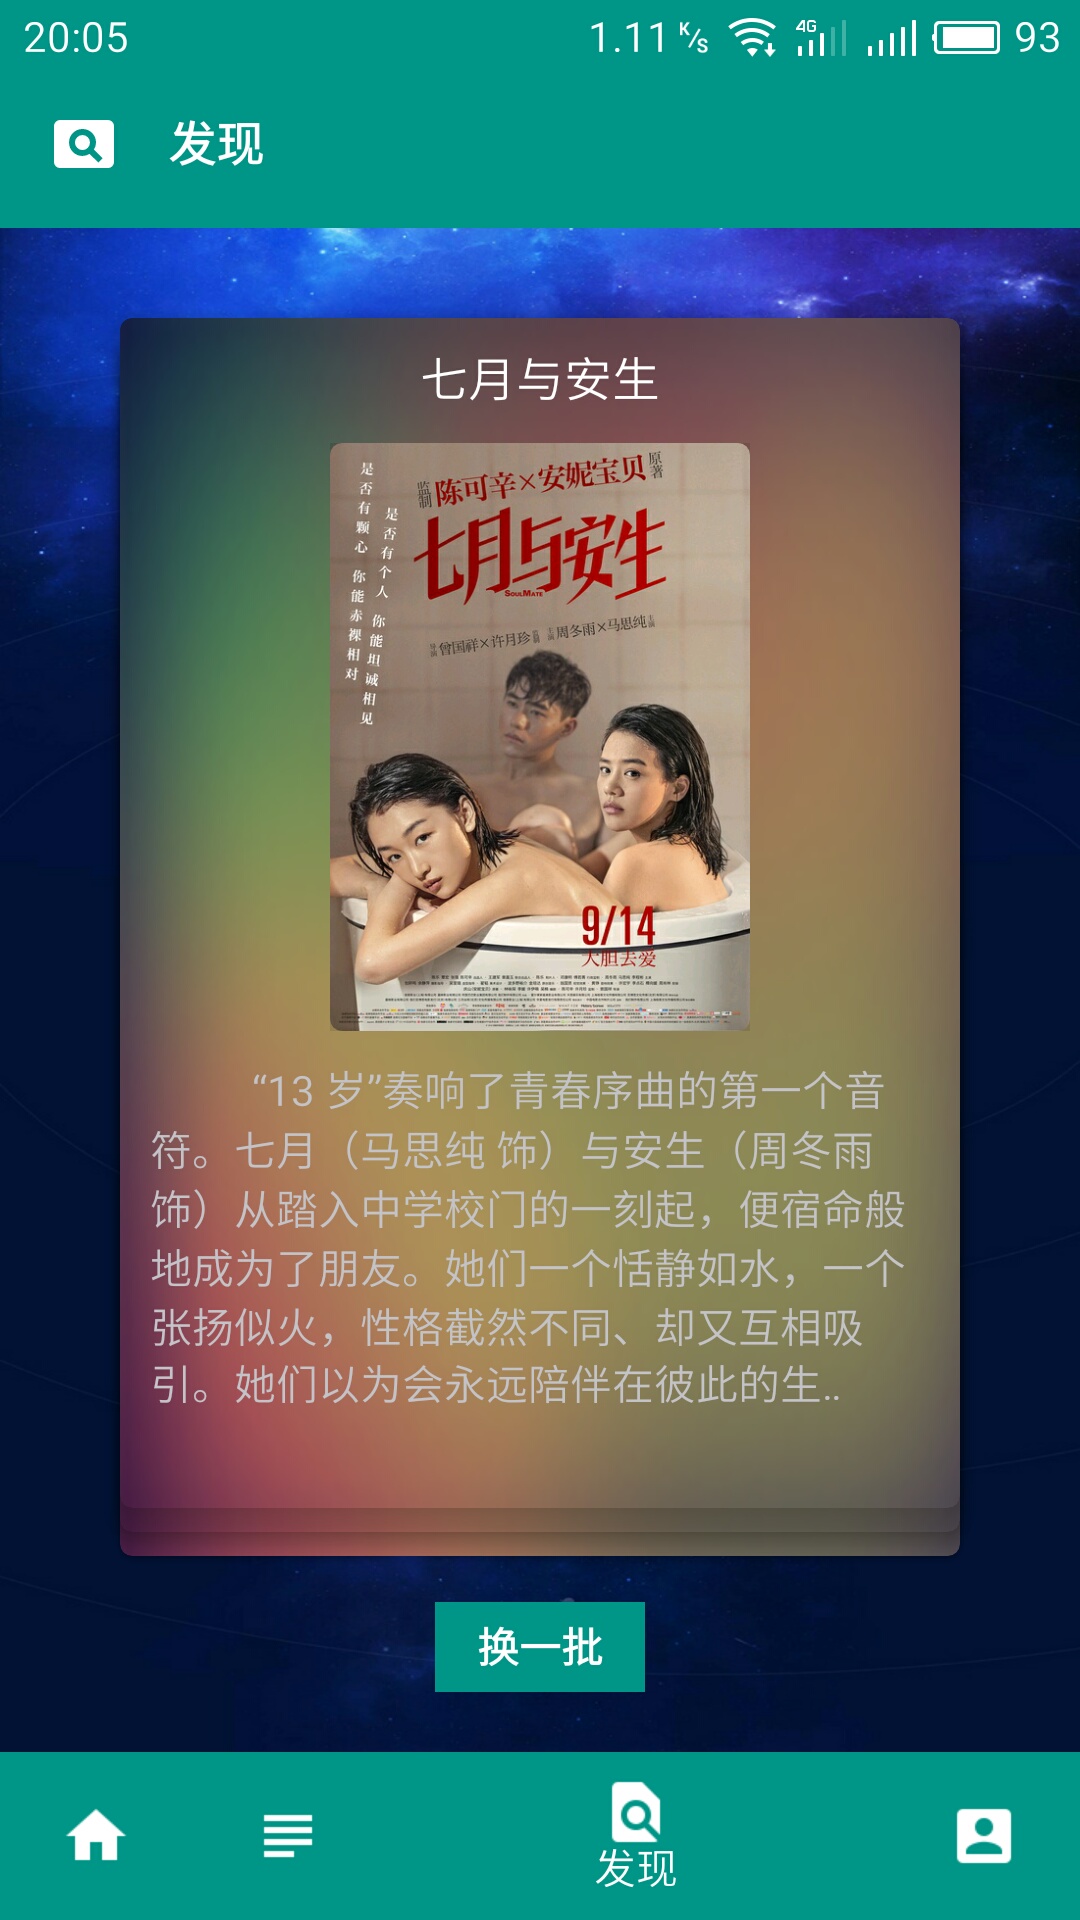 20:05
1.11 K/s
4G
93
发现
七月与安生
是否有颗心 你能赤裸相对
是否有个人 你能坦诚相见
监制 陈可辛×安妮宝贝 原著
七月与安生
SOULMATE
导演 曾国祥×许月珍 监制 主演 周冬雨×马思纯 主演
9/14
大胆去爱
“13 岁”奏响了青春序曲的第一个音
符。七月（马思纯 饰）与安生（周冬雨
饰）从踏入中学校门的一刻起，便宿命般
地成为了朋友。她们一个恬静如水，一个
张扬似火，性格截然不同、却又互相吸
引。她们以为会永远陪伴在彼此的生..
换一批
发现